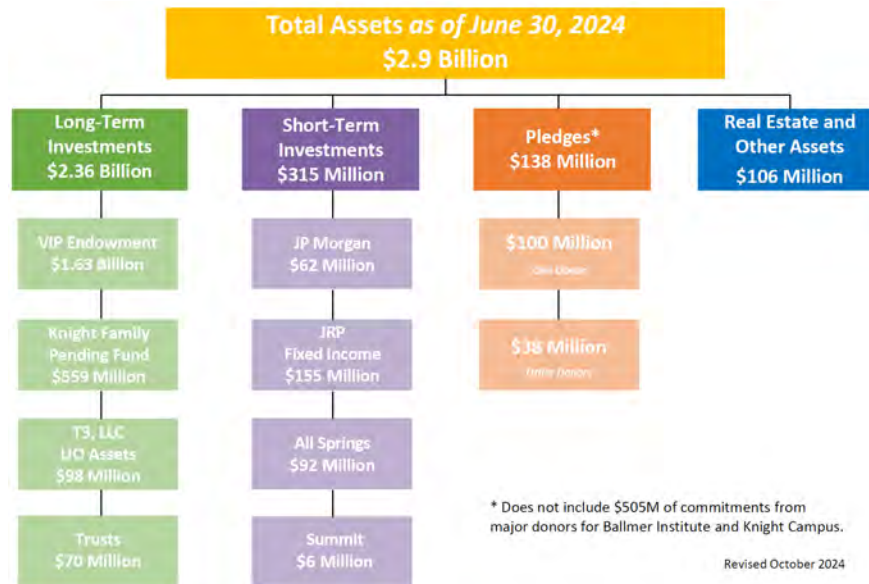 Total Assets as of June 30, 2024
$2.9 Billion
Long-Term
Investments
$2.36 Billion
Short-Term
Investments
$315 Million
Pledges*
$138 Million
Real Estate and
Other Assets
$106 Million
VIP Endowment
$1.63 Billion
JP Morgan
$62 Million
$100 Million
One Donor
Knight Family
Pending Fund
$559 Million
JRP
Fixed Income
$155 Million
$38 Million
Other Donors
T3, LLC
UO Assets
$98 Million
All Springs
$92 Million
Trusts
$70 Million
Summit
$6 Million
* Does not include $505M of commitments from
major donors for Ballmer Institute and Knight Campus.
Revised October 2024